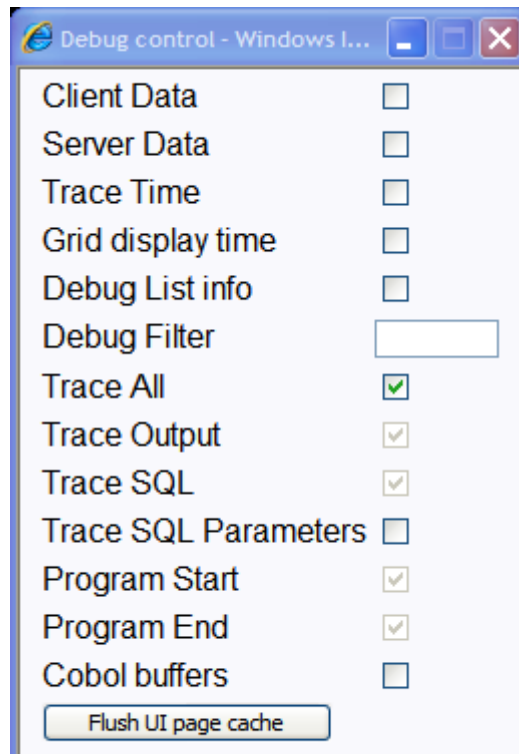 Debug control - Windows I...
Client Data
Server Data
Trace Time
Grid display time
Debug List info
Debug Filter
Trace All
Trace Output
Trace SQL
Trace SQL Parameters
Program Start
Program End
Cobol buffers
Flush UI page cache